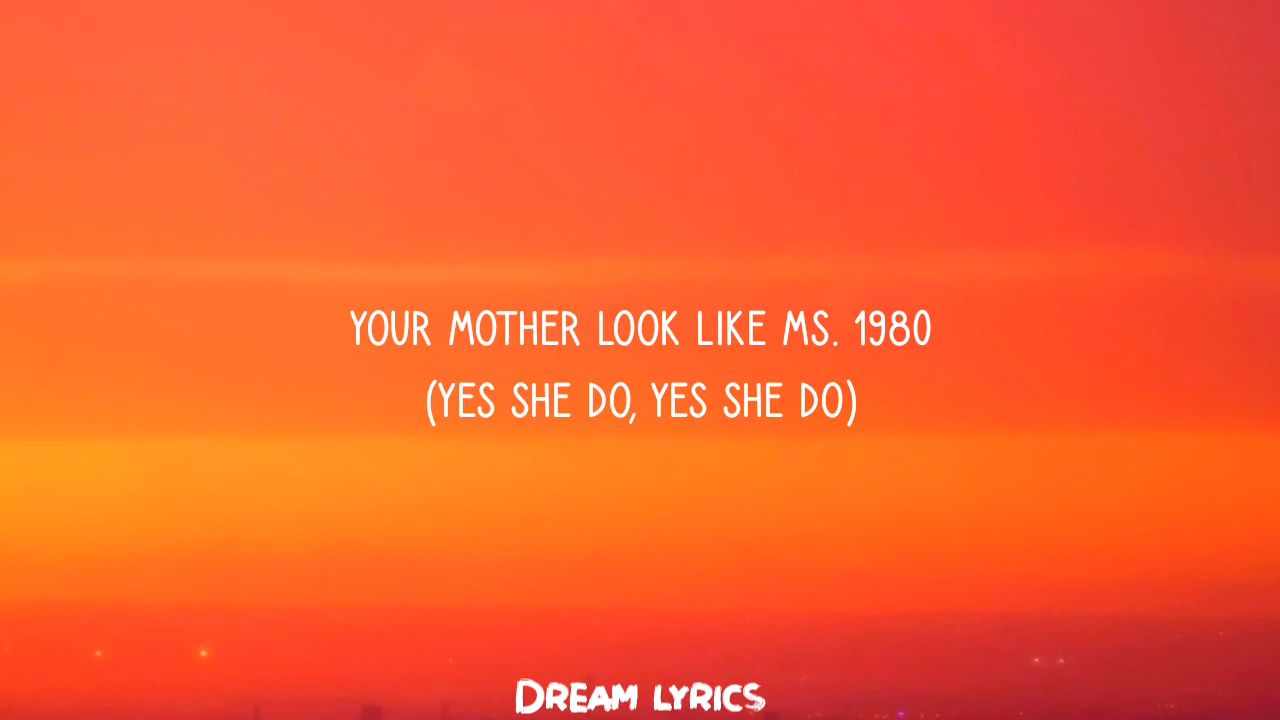 YOUR MOTHER LOOK LIKE MS. 1980
(YES SHE DO, YES SHE DO)
DREAM LYRICS